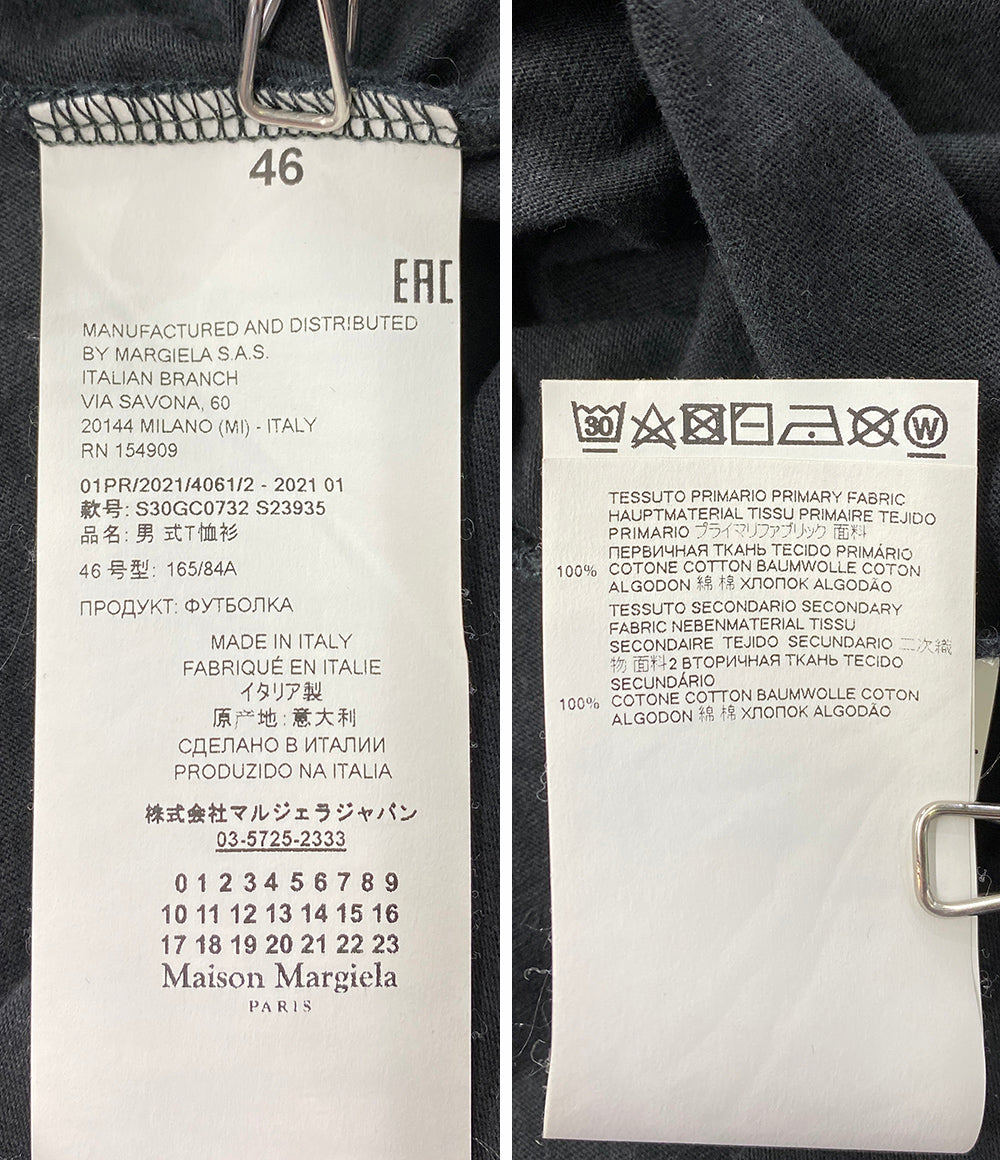 46
EAC
MANUFACTURED AND DISTRIBUTED
BY MARGIELA S.A.S.
ITALIAN BRANCH
VIA SAVONA, 60
20144 MILANO (MI) - ITALY
RN 154909
01PR/2021/4061/2 - 2021 01
款号: S30GC0732 S23935
品名: 男 式T恤衫
46 号型: 165/84A
ПРОДУКТ: ФУТБОЛКА
MADE IN ITALY
FABRIQUÉ EN ITALIE
イタリア製
原产地: 意大利
СДЕЛАНО В ИТАЛИИ
PRODUZIDO NA ITALIA
株式会社マルジェラジャパン
03-5725-2333
0 1 2 3 4 5 6 7 8 9
10 11 12 13 14 15 16
17 18 19 20 21 22 23
Maison Margiela
PARIS
30
W
TESSUTO PRIMARIO PRIMARY FABRIC
HAUPTMATERIAL TISSU PRIMAIRE TEJIDO
PRIMARIO プライマリファブリック 面料
ПЕРВИЧНАЯ ТКАНЬ TECIDO PRIMÁRIO
100% COTONE COTTON BAUMWOLLE COTON
ALGODON 綿 棉 ХЛОПОК ALGODÃO
TESSUTO SECONDARIO SECONDARY
FABRIC NEBENMATERIAL TISSU
SECONDAIRE TEJIDO SECUNDARIO 二次織
物 面料2 ВТОРИЧНАЯ ТКАНЬ TECIDO
SECUNDÁRIO
100% COTONE COTTON BAUMWOLLE COTON
ALGODON 綿 棉 ХЛОПОК ALGODÃO